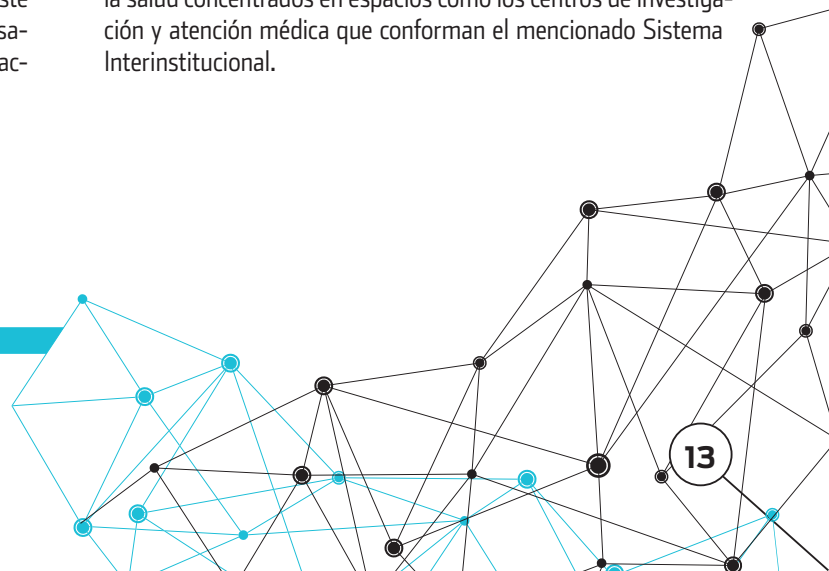 ste
sa-
ac-
la salud concentrados en espacios como los centros de investiga-
ción y atención médica que conforman el mencionado Sistema
Interinstitucional.
13